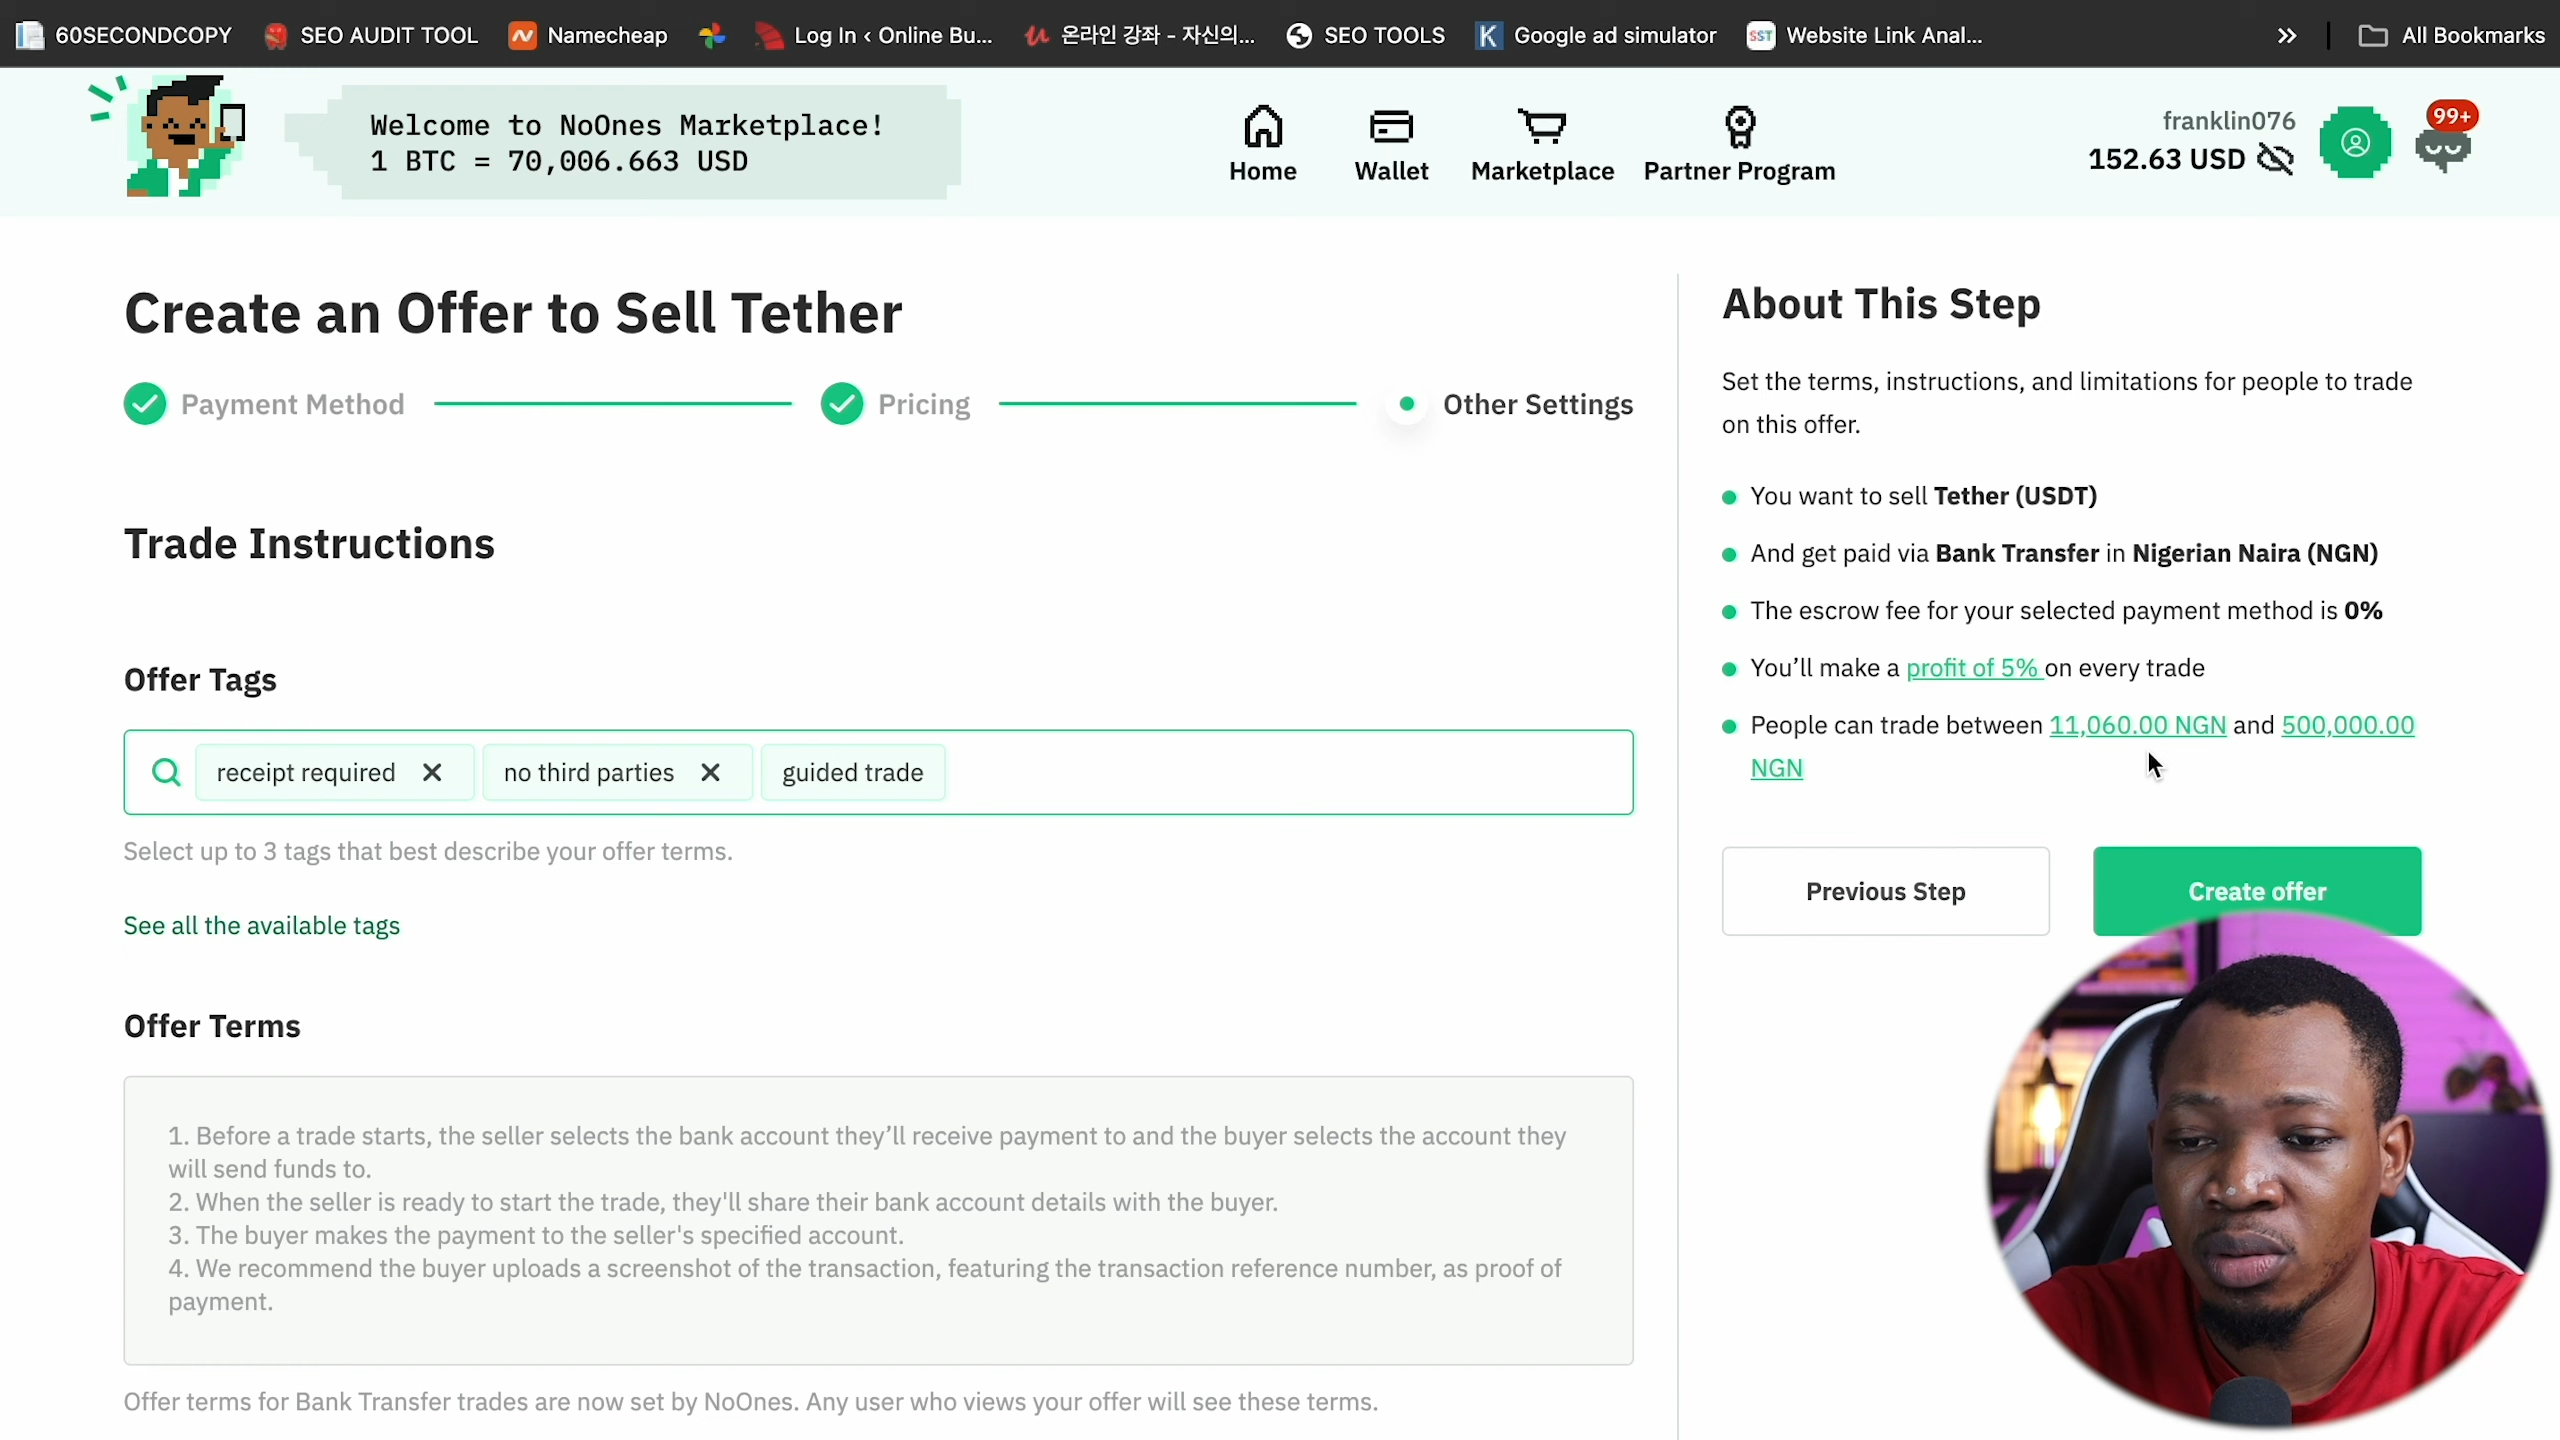 60SECONDCOPY SEO AUDIT TOOL Namecheap Log In ‹ Online Bu... 온라인 강좌 - 자신의... SEO TOOLS K Google ad simulator SST Website Link Anal... » All Bookmarks
Welcome to NoOnes Marketplace!
1 BTC = 70,006.663 USD
Home Wallet Marketplace Partner Program
franklin076
152.63 USD
99+
Create an Offer to Sell Tether
Payment Method Pricing Other Settings
Trade Instructions
Offer Tags
receipt required ✕ no third parties ✕ guided trade
Select up to 3 tags that best describe your offer terms.
See all the available tags
Offer Terms
1. Before a trade starts, the seller selects the bank account they’ll receive payment to and the buyer selects the account they
will send funds to.
2. When the seller is ready to start the trade, they'll share their bank account details with the buyer.
3. The buyer makes the payment to the seller's specified account.
4. We recommend the buyer uploads a screenshot of the transaction, featuring the transaction reference number, as proof of
payment.
Offer terms for Bank Transfer trades are now set by NoOnes. Any user who views your offer will see these terms.
About This Step
Set the terms, instructions, and limitations for people to trade
on this offer.
You want to sell Tether (USDT)
And get paid via Bank Transfer in Nigerian Naira (NGN)
The escrow fee for your selected payment method is 0%
You’ll make a profit of 5% on every trade
People can trade between 11,060.00 NGN and 500,000.00
NGN
Previous Step Create offer